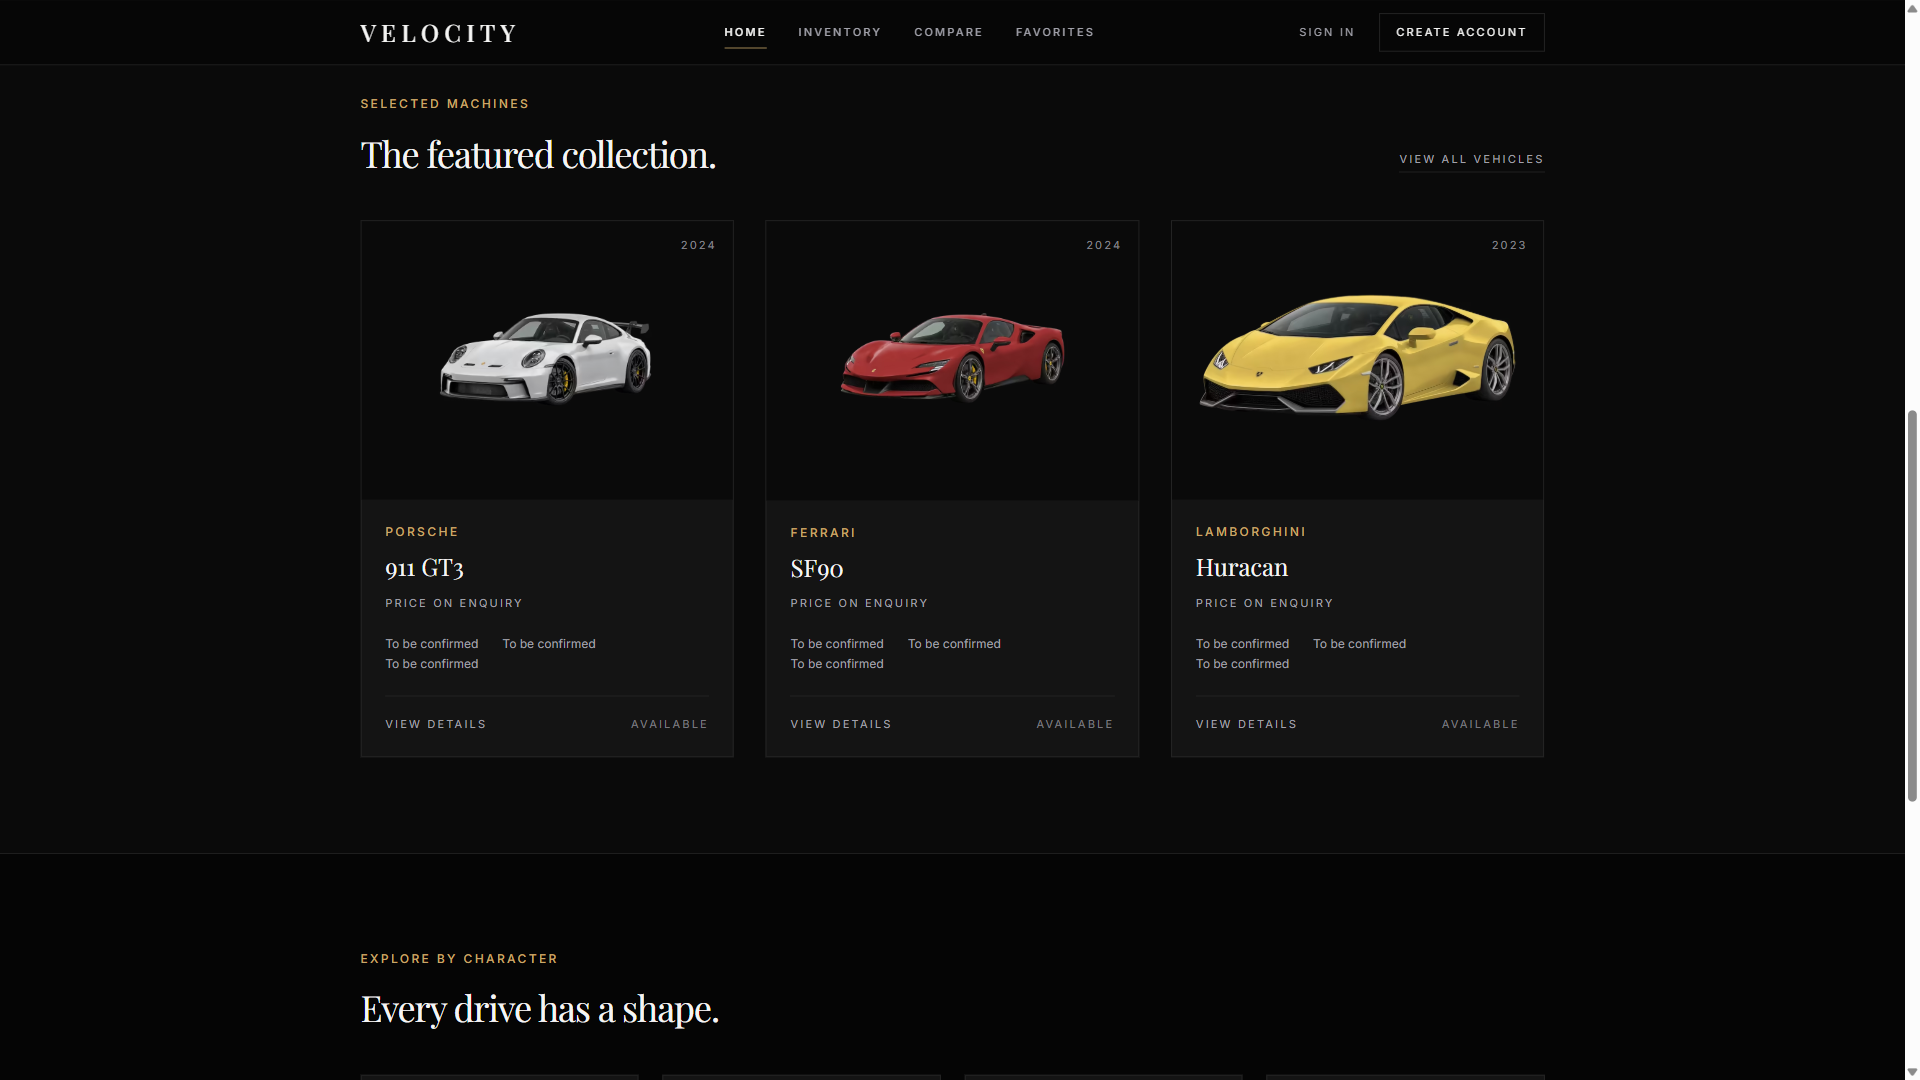 VELOCITY
HOME
INVENTORY
COMPARE
FAVORITES
SIGN IN
CREATE ACCOUNT
SELECTED MACHINES
The featured collection.
VIEW ALL VEHICLES
2024
PORSCHE
911 GT3
PRICE ON ENQUIRY
To be confirmed To be confirmed
To be confirmed
VIEW DETAILS AVAILABLE
2024
FERRARI
SF90
PRICE ON ENQUIRY
To be confirmed To be confirmed
To be confirmed
VIEW DETAILS AVAILABLE
2023
LAMBORGHINI
Huracan
PRICE ON ENQUIRY
To be confirmed To be confirmed
To be confirmed
VIEW DETAILS AVAILABLE
EXPLORE BY CHARACTER
Every drive has a shape.